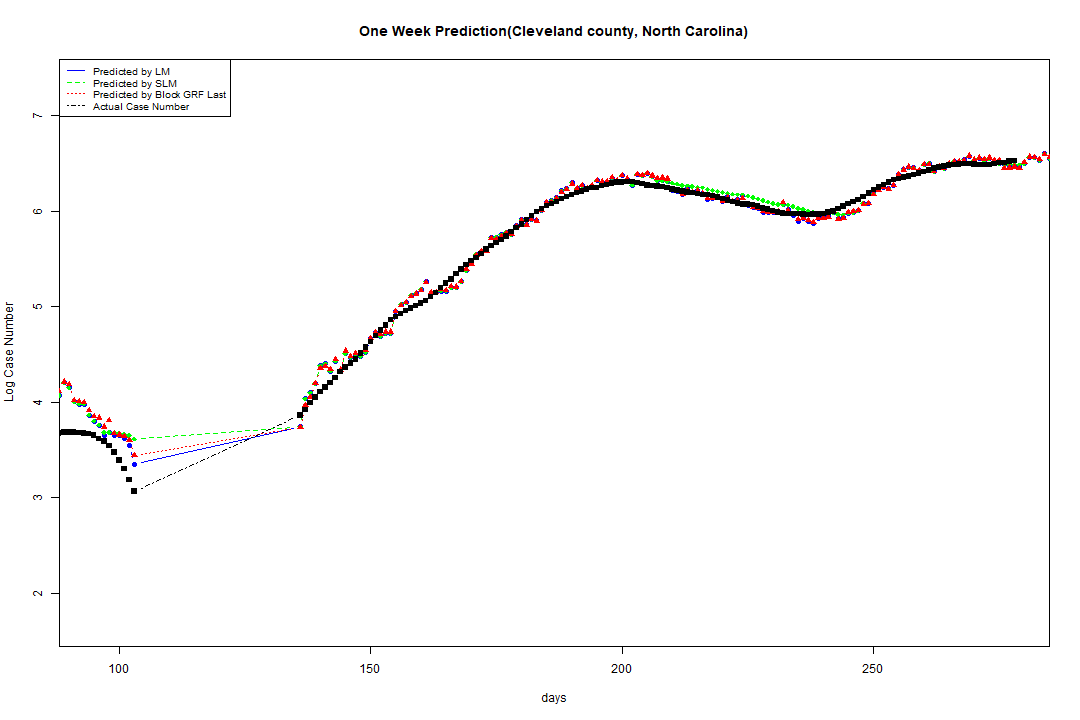 One Week Prediction(Cleveland county, North Carolina)
Predicted by LM
Predicted by SLM
Predicted by Block GRF Last
Actual Case Number
7
6
5
4
3
2
Log Case Number
100 150 200 250
days